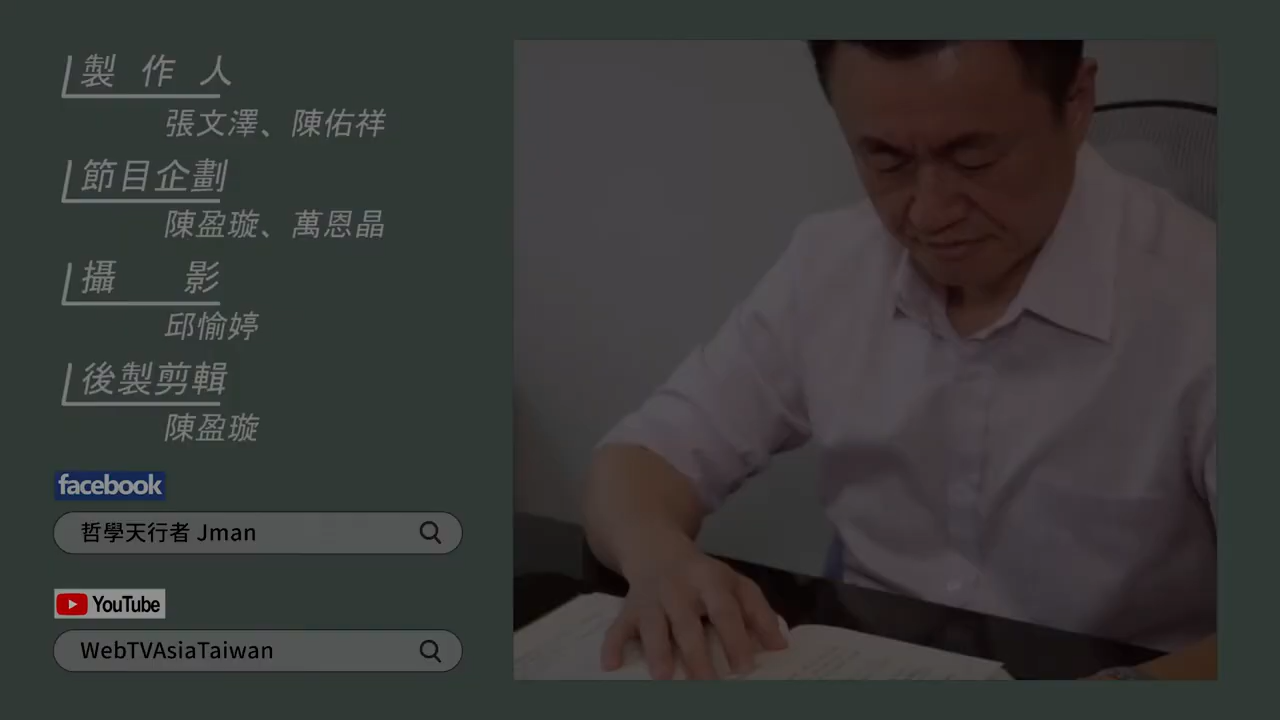 製作人
張文澤、陳佑祥
節目企劃
陳盈璇、萬恩晶
攝影
邱愉婷
後製剪輯
陳盈璇
facebook
哲學天行者 Jman
YouTube
WebTVAsiaTaiwan